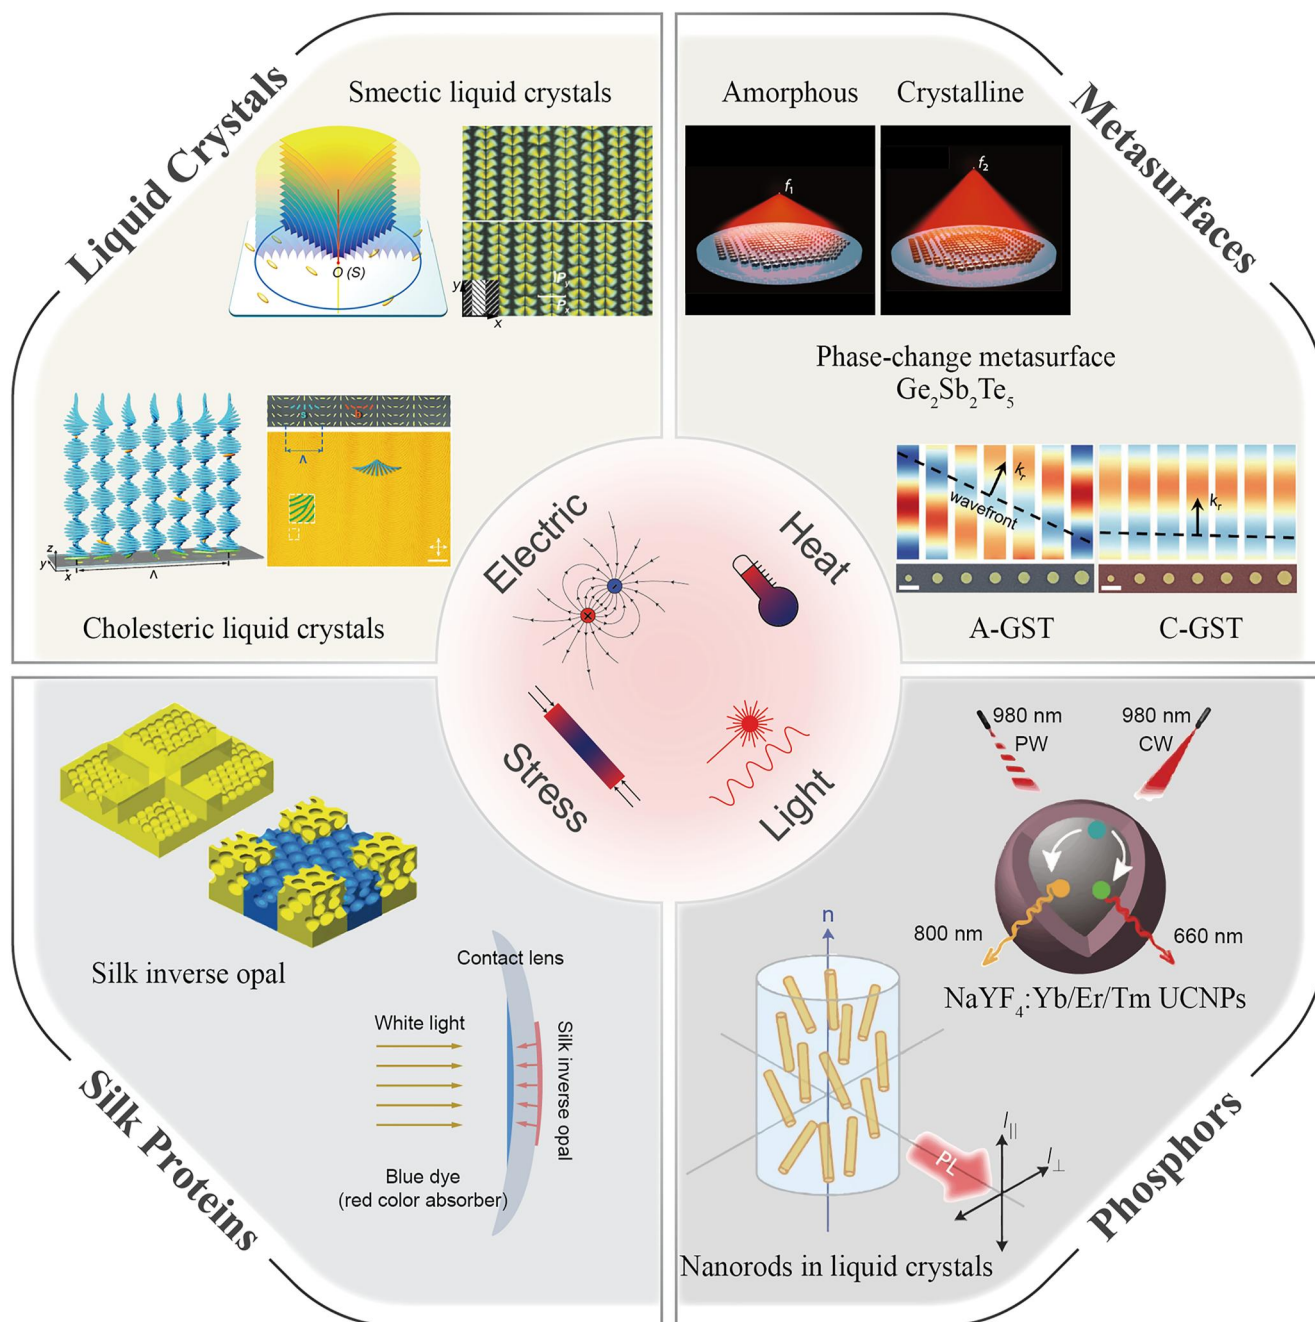 Liquid Crystals
Smectic liquid crystals
O (S)
y
x
P_y
P_x
z
y
x
Λ
s
b
Λ
Cholesteric liquid crystals
Metasurfaces
Amorphous
Crystalline
f₁
f₂
Phase-change metasurface
Ge₂Sb₂Te₅
wavefront
kᵣ
kᵣ
A-GST
C-GST
Electric
Heat
Stress
Light
Silk Proteins
Silk inverse opal
Contact lens
White light
Silk inverse opal
Blue dye
(red color absorber)
Phosphors
980 nm
PW
980 nm
CW
800 nm
660 nm
NaYF₄:Yb/Er/Tm UCNPs
n
PL
I||
I⊥
Nanorods in liquid crystals